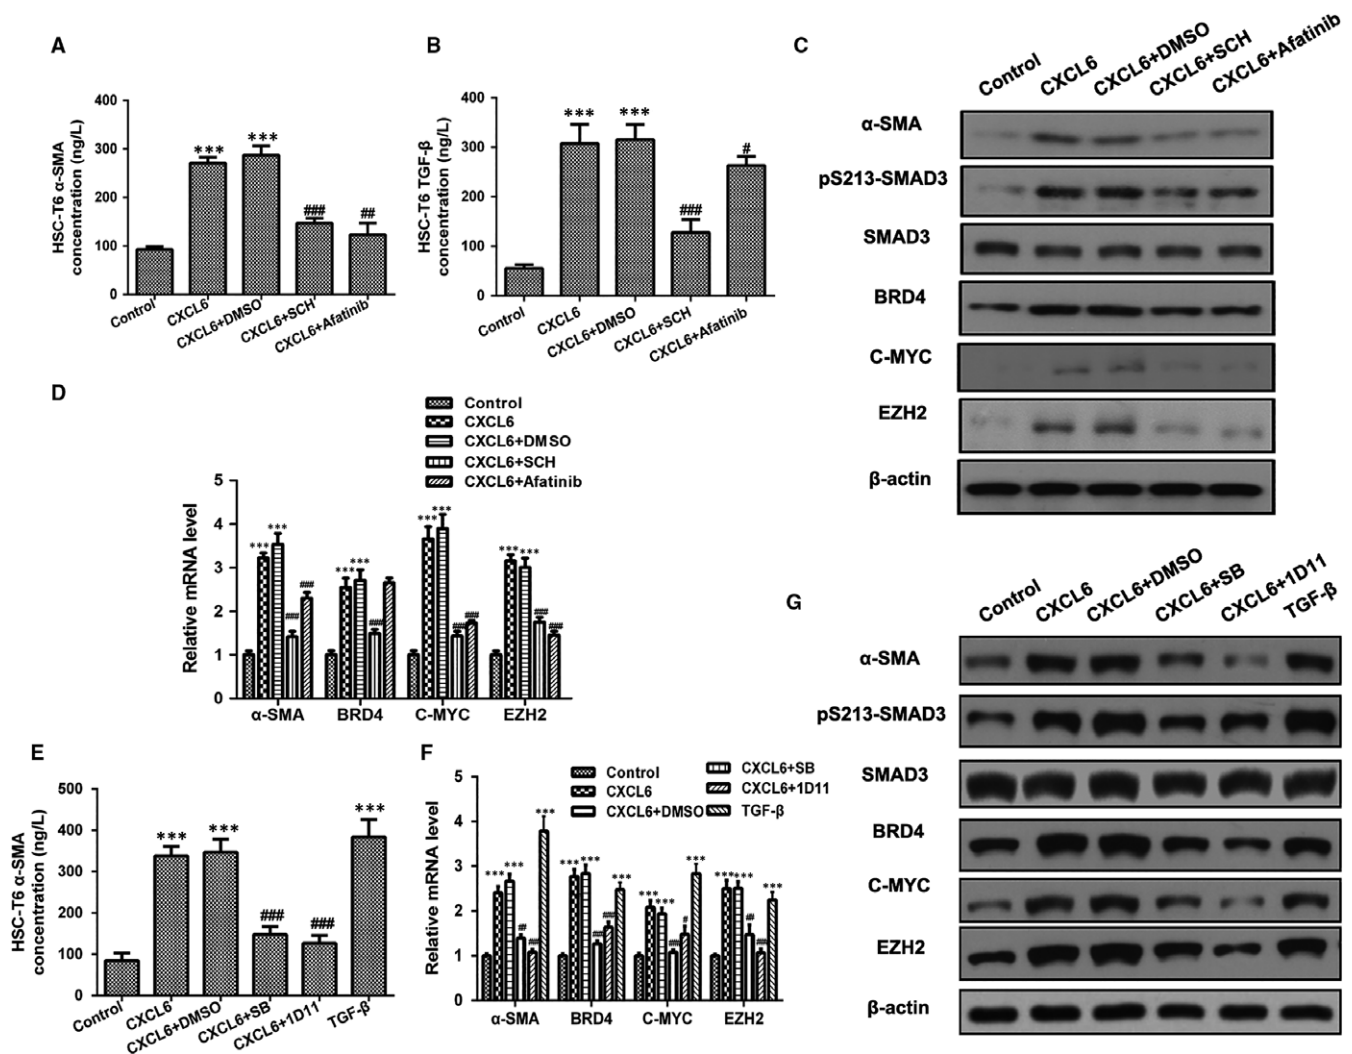 A
HSC-T6 α-SMA
concentration (ng/L)
400
300
200
100
0
***
***
###
##
Control
CXCL6
CXCL6+DMSO
CXCL6+SCH
CXCL6+Afatinib
B
HSC-T6 TGF-β
concentration (ng/L)
400
300
200
100
0
***
***
###
#
Control
CXCL6
CXCL6+DMSO
CXCL6+SCH
CXCL6+Afatinib
C
Control
CXCL6
CXCL6+DMSO
CXCL6+SCH
CXCL6+Afatinib
α-SMA
pS213-SMAD3
SMAD3
BRD4
C-MYC
EZH2
β-actin
D
Control
CXCL6
CXCL6+DMSO
CXCL6+SCH
CXCL6+Afatinib
Relative mRNA level
5
4
3
2
1
0
*** *** ### ###
*** *** ###
*** *** ### ###
*** *** ### ###
α-SMA BRD4 C-MYC EZH2
E
HSC-T6 α-SMA
concentration (ng/L)
500
400
300
200
100
0
***
***
###
###
***
Control
CXCL6
CXCL6+DMSO
CXCL6+SB
CXCL6+1D11
TGF-β
F
Control
CXCL6
CXCL6+DMSO
CXCL6+SB
CXCL6+1D11
TGF-β
Relative mRNA level
5
4
3
2
1
0
*** *** ## ### ***
*** *** ### ### ***
*** *** ### # ***
*** *** ## ### ***
α-SMA BRD4 C-MYC EZH2
G
Control
CXCL6
CXCL6+DMSO
CXCL6+SB
CXCL6+1D11
TGF-β
α-SMA
pS213-SMAD3
SMAD3
BRD4
C-MYC
EZH2
β-actin